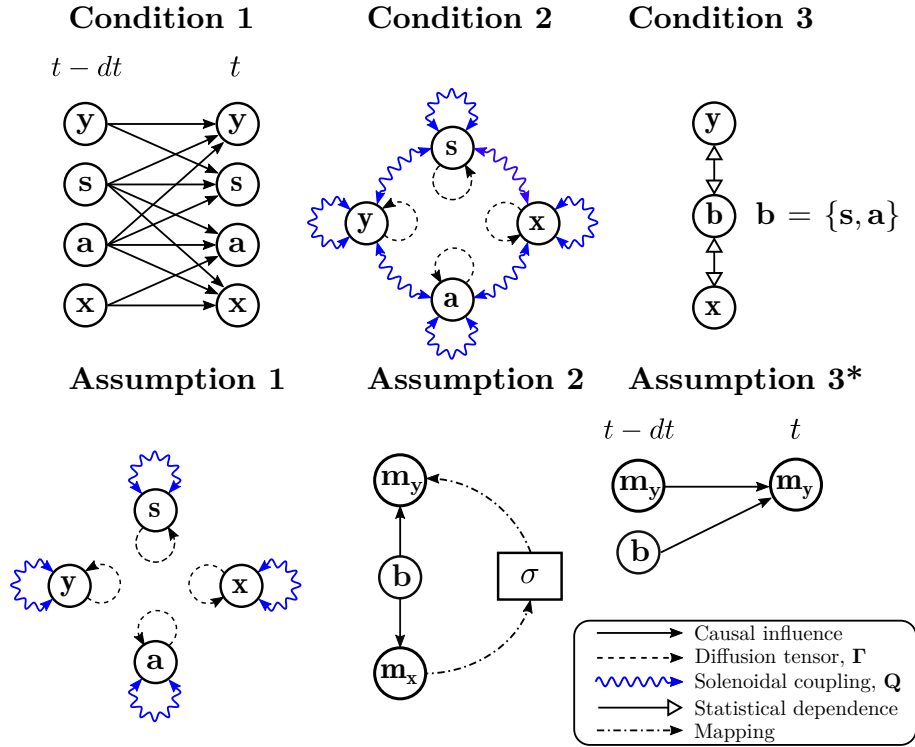 Condition 1
Condition 2
Condition 3
t − dt
t
y
y
s
s
a
a
x
x
s
y
x
a
y
b
b = {s, a}
x
Assumption 1
Assumption 2
Assumption 3*
s
y
x
a
m_y
b
σ
m_x
t − dt
t
m_y
m_y
b
Causal influence
Diffusion tensor, Γ
Solenoidal coupling, Q
Statistical dependence
Mapping